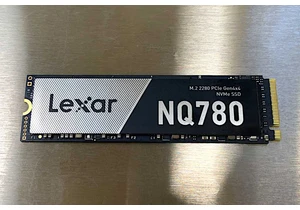 Lexar
M.2 2280 PCIe Gen4x4
NVMe SSD
NQ780